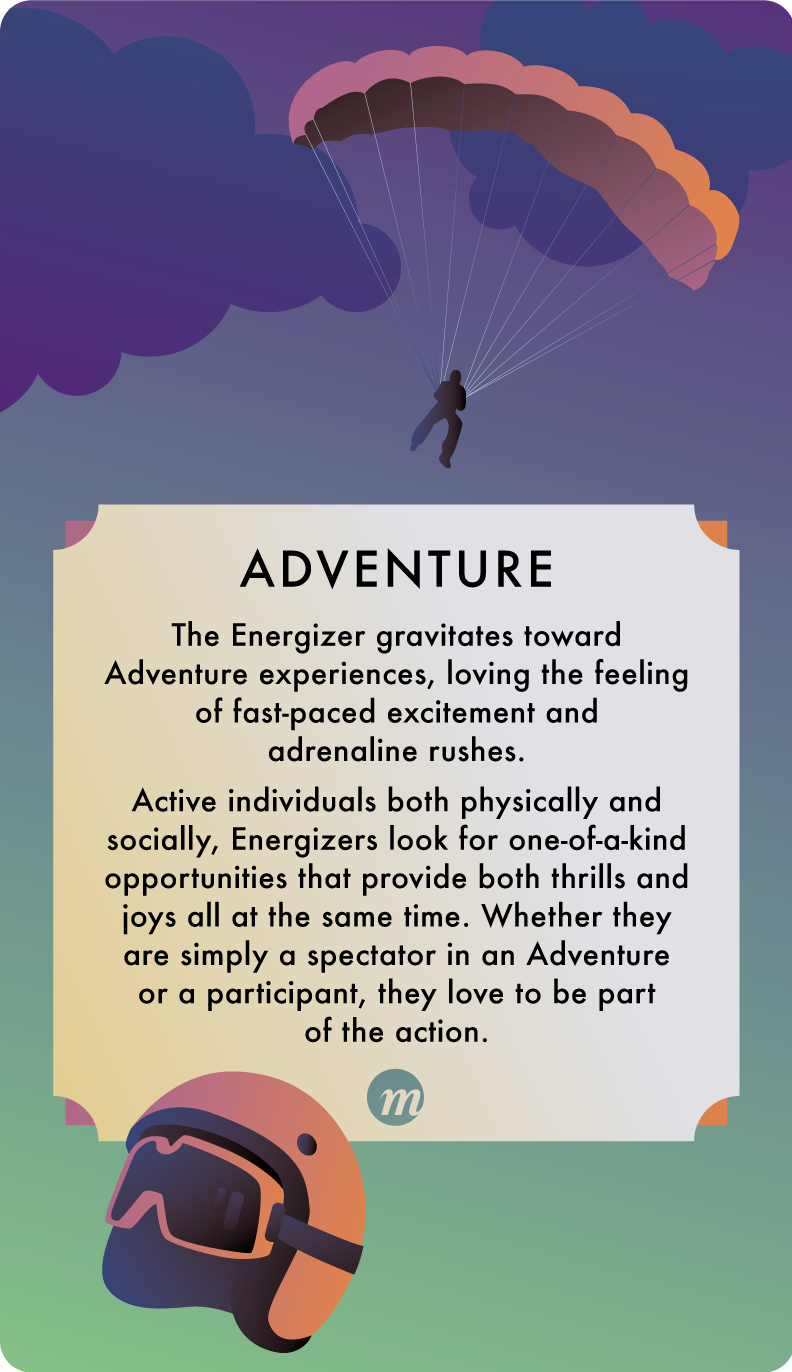 ADVENTURE
The Energizer gravitates toward
Adventure experiences, loving the feeling
of fast-paced excitement and
adrenaline rushes.
Active individuals both physically and
socially, Energizers look for one-of-a-kind
opportunities that provide both thrills and
joys all at the same time. Whether they
are simply a spectator in an Adventure
or a participant, they love to be part
of the action.
m